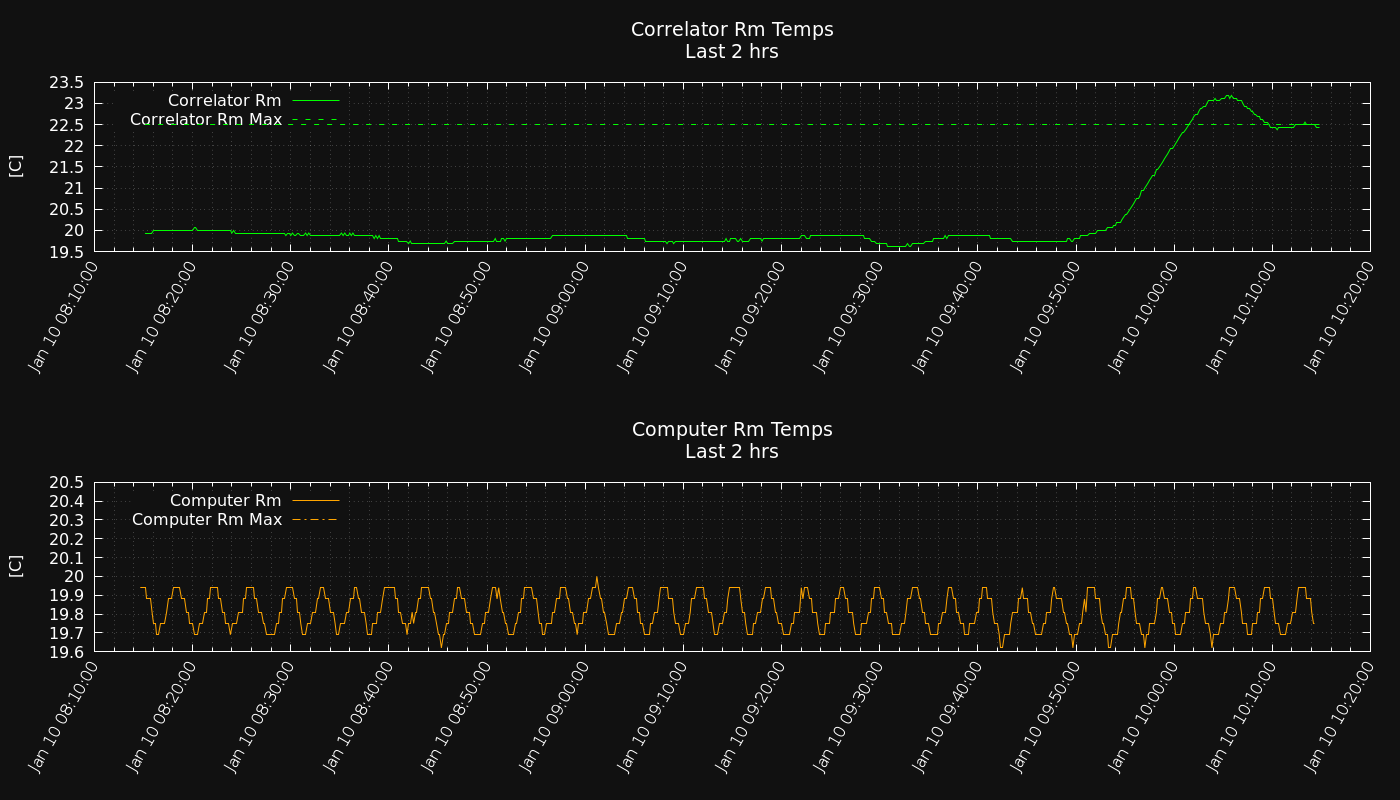 Correlator Rm Temps
Last 2 hrs
[C]
23.5
23
22.5
22
21.5
21
20.5
20
19.5
Correlator Rm
Correlator Rm Max
Jan 10 08:10:00
Jan 10 08:20:00
Jan 10 08:30:00
Jan 10 08:40:00
Jan 10 08:50:00
Jan 10 09:00:00
Jan 10 09:10:00
Jan 10 09:20:00
Jan 10 09:30:00
Jan 10 09:40:00
Jan 10 09:50:00
Jan 10 10:00:00
Jan 10 10:10:00
Jan 10 10:20:00
Computer Rm Temps
Last 2 hrs
[C]
20.5
20.4
20.3
20.2
20.1
20
19.9
19.8
19.7
19.6
Computer Rm
Computer Rm Max
Jan 10 08:10:00
Jan 10 08:20:00
Jan 10 08:30:00
Jan 10 08:40:00
Jan 10 08:50:00
Jan 10 09:00:00
Jan 10 09:10:00
Jan 10 09:20:00
Jan 10 09:30:00
Jan 10 09:40:00
Jan 10 09:50:00
Jan 10 10:00:00
Jan 10 10:10:00
Jan 10 10:20:00